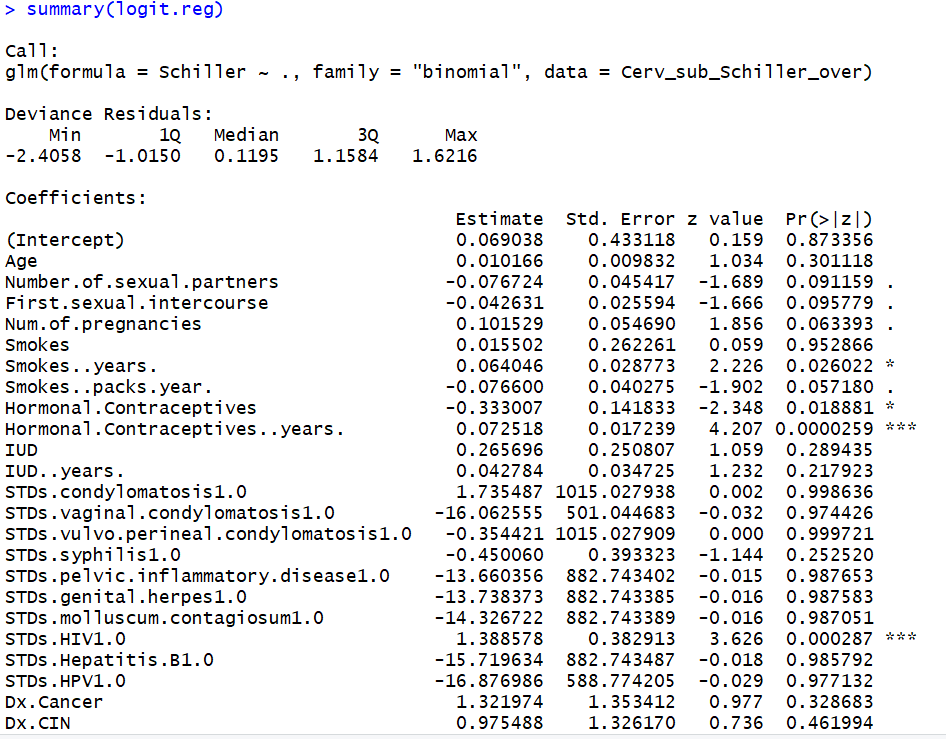 > summary(logit.reg)
Call:
glm(formula = Schiller ~ ., family = "binomial", data = Cerv_sub_Schiller_over)
Deviance Residuals:
Min 1Q Median 3Q Max
-2.4058 -1.0150 0.1195 1.1584 1.6216
Coefficients:
Estimate Std. Error z value Pr(>|z|)
(Intercept) 0.069038 0.433118 0.159 0.873356
Age 0.010166 0.009832 1.034 0.301118
Number.of.sexual.partners -0.076724 0.045417 -1.689 0.091159 .
First.sexual.intercourse -0.042631 0.025594 -1.666 0.095779 .
Num.of.pregnancies 0.101529 0.054690 1.856 0.063393 .
Smokes 0.015502 0.262261 0.059 0.952866
Smokes..years. 0.064046 0.028773 2.226 0.026022 *
Smokes..packs.year. -0.076600 0.040275 -1.902 0.057180 .
Hormonal.Contraceptives -0.333007 0.141833 -2.348 0.018881 *
Hormonal.Contraceptives..years. 0.072518 0.017239 4.207 0.0000259 ***
IUD 0.265696 0.250807 1.059 0.289435
IUD..years. 0.042784 0.034725 1.232 0.217923
STDs.condylomatosis1.0 1.735487 1015.027938 0.002 0.998636
STDs.vaginal.condylomatosis1.0 -16.062555 501.044683 -0.032 0.974426
STDs.vulvo.perineal.condylomatosis1.0 -0.354421 1015.027909 0.000 0.999721
STDs.syphilis1.0 -0.450060 0.393323 -1.144 0.252520
STDs.pelvic.inflammatory.disease1.0 -13.660356 882.743402 -0.015 0.987653
STDs.genital.herpes1.0 -13.738373 882.743385 -0.016 0.987583
STDs.molluscum.contagiosum1.0 -14.326722 882.743389 -0.016 0.987051
STDs.HIV1.0 1.388578 0.382913 3.626 0.000287 ***
STDs.Hepatitis.B1.0 -15.719634 882.743487 -0.018 0.985792
STDs.HPV1.0 -16.876986 588.774205 -0.029 0.977132
Dx.Cancer 1.321974 1.353412 0.977 0.328683
Dx.CIN 0.975488 1.326170 0.736 0.461994